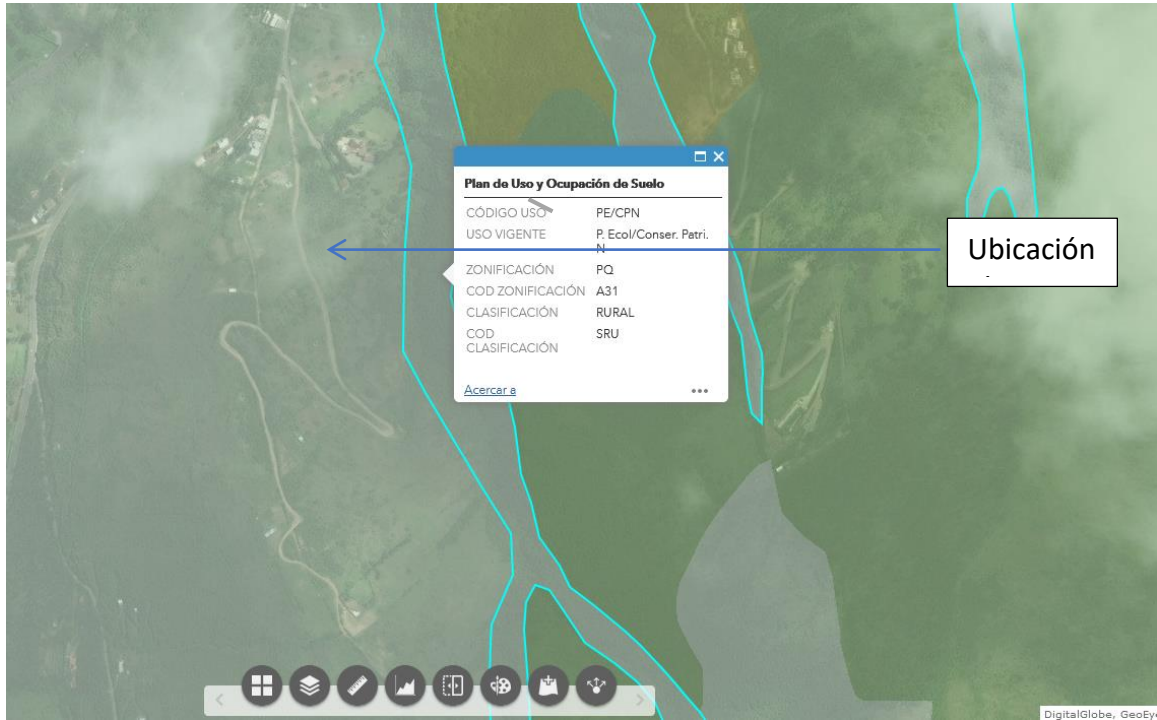 Plan de Uso y Ocupación de Suelo
CÓDIGO USO PE/CPN
USO VIGENTE P. Ecol/Conser. Patri.
N
ZONIFICACIÓN PQ
COD ZONIFICACIÓN A31
CLASIFICACIÓN RURAL
COD SRU
CLASIFICACIÓN
Acercar a
Ubicación
DigitalGlobe, GeoEye